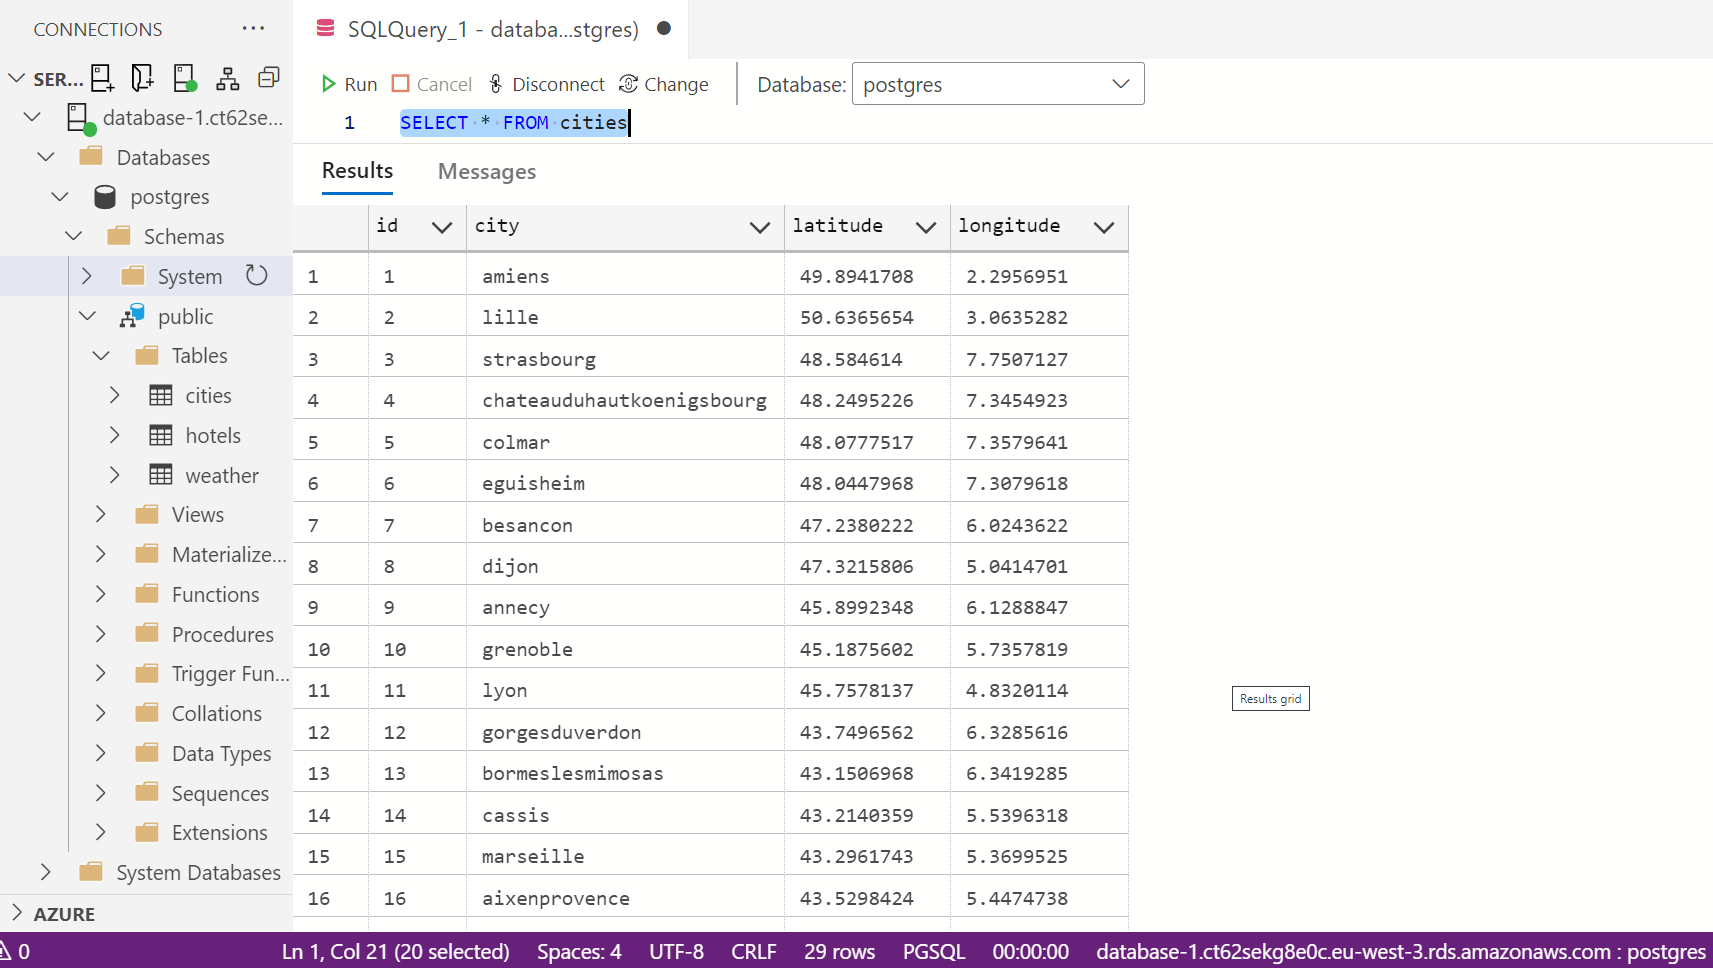 CONNECTIONS ···
SQLQuery_1 - databa...stgres) ●
SER...
Run Cancel Disconnect Change Database: postgres
database-1.ct62se...
Databases
postgres
Schemas
System
public
Tables
cities
hotels
weather
Views
Materialize...
Functions
Procedures
Trigger Fun...
Collations
Data Types
Sequences
Extensions
System Databases
AZURE
1 SELECT * FROM cities
Results Messages
id city latitude longitude
1 1 amiens 49.8941708 2.2956951
2 2 lille 50.6365654 3.0635282
3 3 strasbourg 48.584614 7.7507127
4 4 chateauduhautkoenigsbourg 48.2495226 7.3454923
5 5 colmar 48.0777517 7.3579641
6 6 eguisheim 48.0447968 7.3079618
7 7 besancon 47.2380222 6.0243622
8 8 dijon 47.3215806 5.0414701
9 9 annecy 45.8992348 6.1288847
10 10 grenoble 45.1875602 5.7357819
11 11 lyon 45.7578137 4.8320114
12 12 gorgesduverdon 43.7496562 6.3285616
13 13 bormeslesmimosas 43.1506968 6.3419285
14 14 cassis 43.2140359 5.5396318
15 15 marseille 43.2961743 5.3699525
16 16 aixenprovence 43.5298424 5.4474738
Results grid
0 Ln 1, Col 21 (20 selected) Spaces: 4 UTF-8 CRLF 29 rows PGSQL 00:00:00 database-1.ct62sekg8e0c.eu-west-3.rds.amazonaws.com : postgres